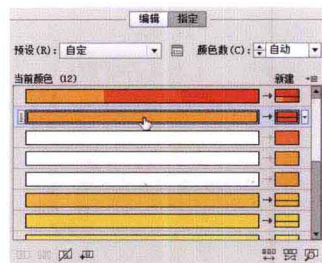 编辑 指定
预设(R): 自定 颜色数(C): 自动
当前颜色 (12) 新建